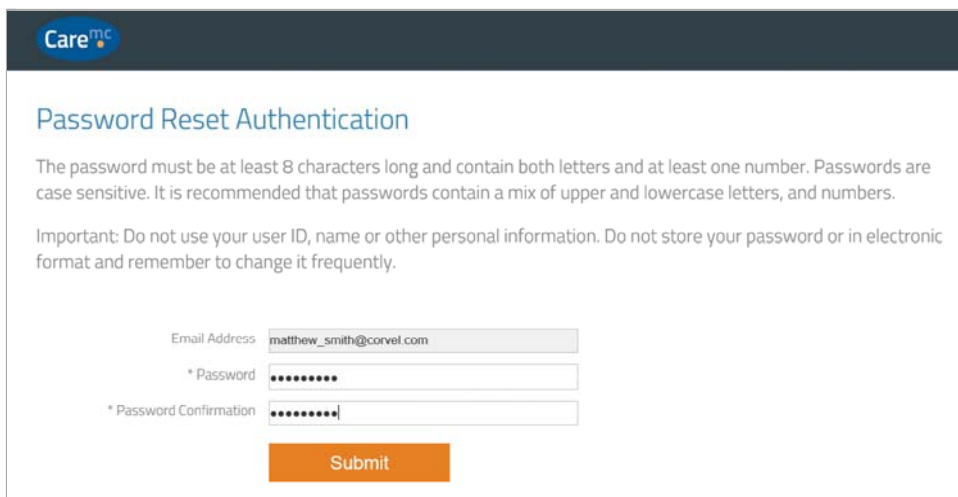 Care mc
Password Reset Authentication
The password must be at least 8 characters long and contain both letters and at least one number. Passwords are
case sensitive. It is recommended that passwords contain a mix of upper and lowercase letters, and numbers.
Important: Do not use your user ID, name or other personal information. Do not store your password or in electronic
format and remember to change it frequently.
Email Address matthew_smith@corvel.com
* Password •••••••••
* Password Confirmation •••••••••
Submit